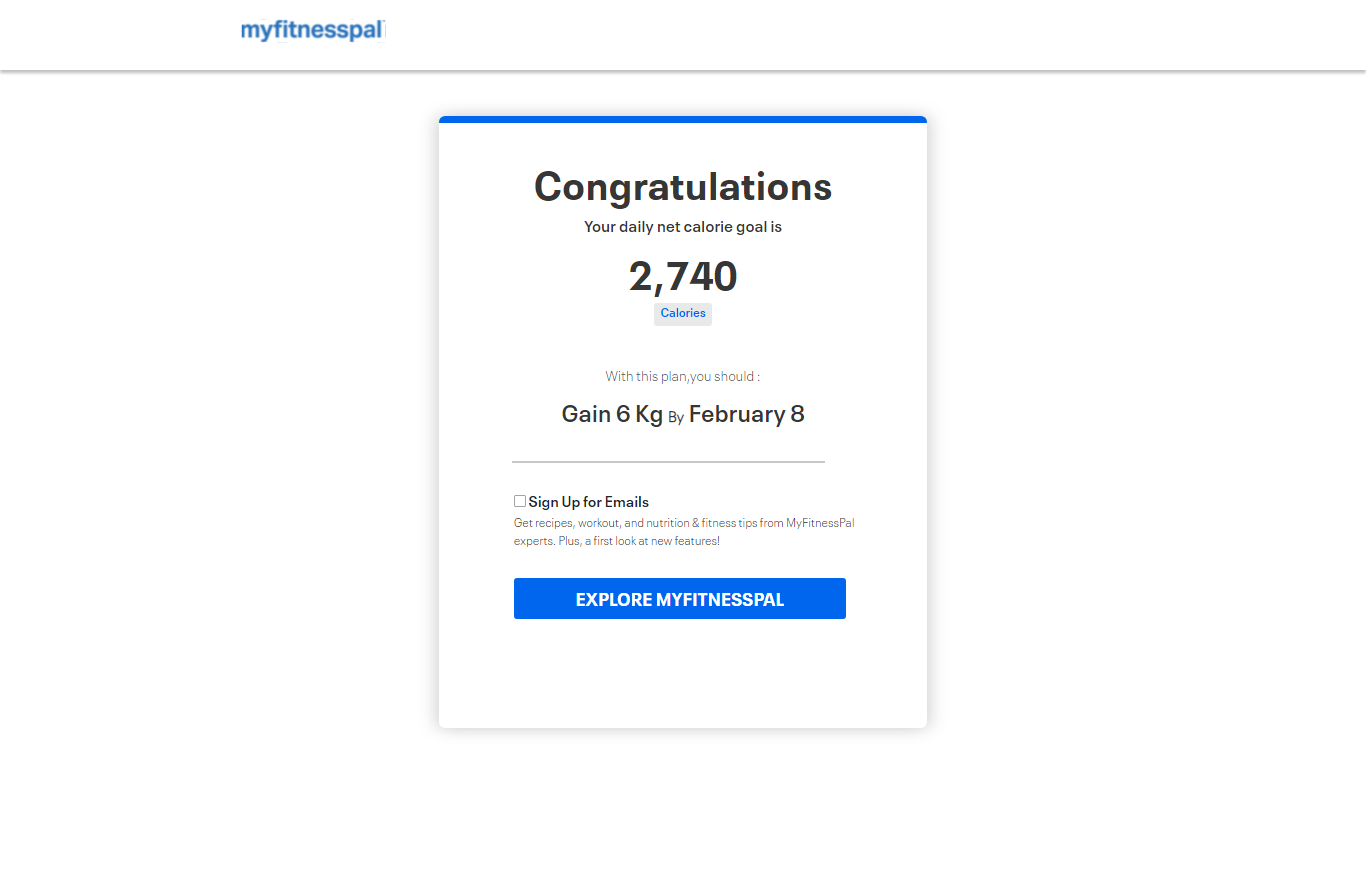 myfitnesspal
Congratulations
Your daily net calorie goal is
2,740
Calories
With this plan,you should :
Gain 6 Kg By February 8
Sign Up for Emails
Get recipes, workout, and nutrition & fitness tips from MyFitnessPal
experts. Plus, a first look at new features!
EXPLORE MYFITNESSPAL